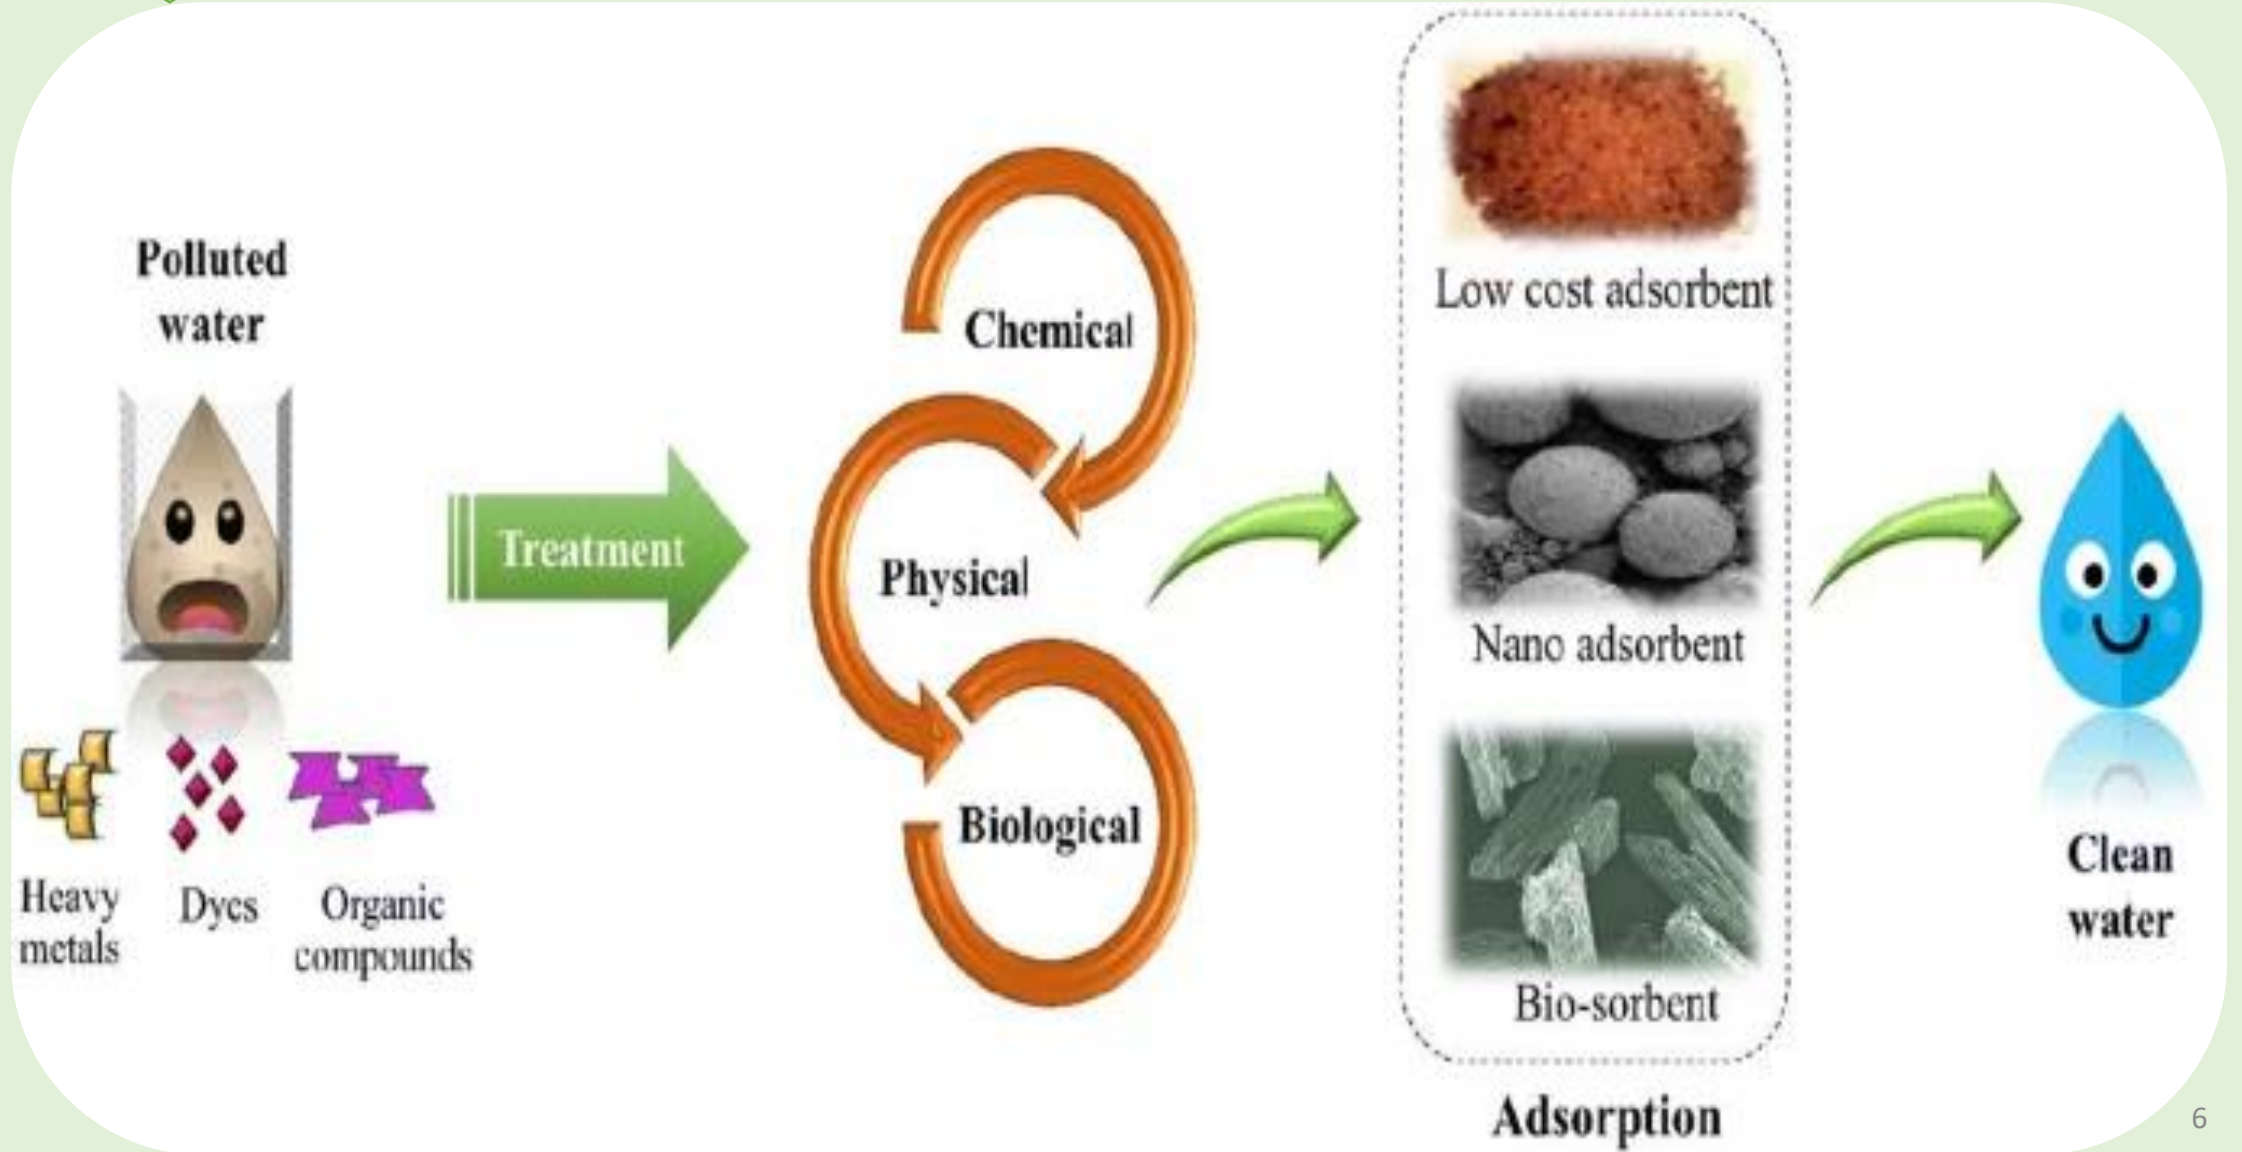 Polluted
water
Heavy
metals
Dyes
Organic
compounds
Treatment
Chemical
Physical
Biological
Low cost adsorbent
Nano adsorbent
Bio-sorbent
Adsorption
Clean
water
6